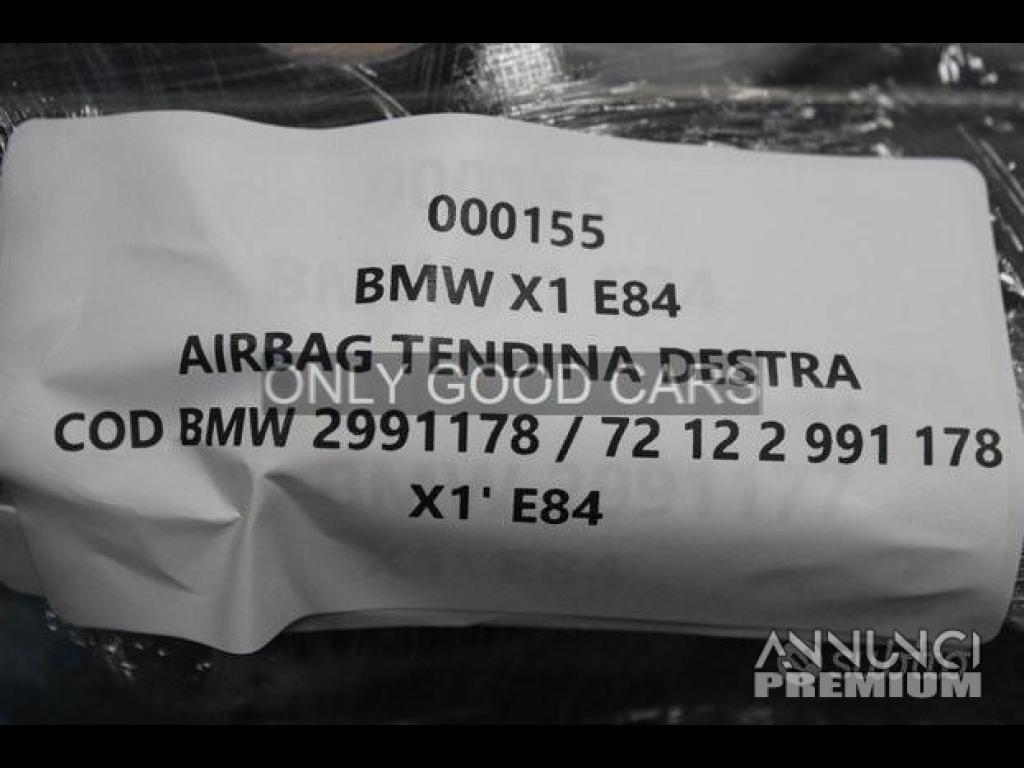 000155
BMW X1 E84
AIRBAG TENDINA DESTRA
ONLY GOOD CARS
COD BMW 2991178 / 72 12 2 991 178
X1' E84
ANNUNCI
PREMIUM